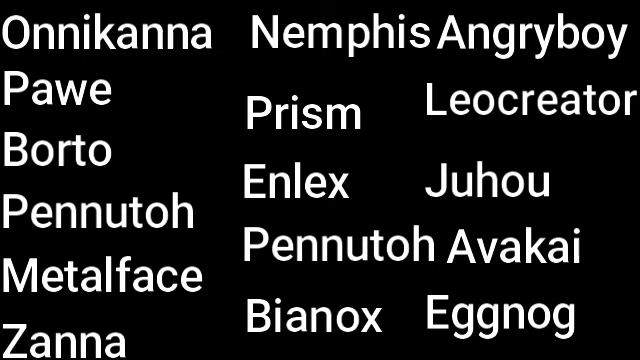 Onnikanna
Pawe
Borto
Pennutoh
Metalface
Zanna
Nemphis
Prism
Enlex
Pennutoh
Bianox
Angryboy
Leocreator
Juhou
Avakai
Eggnog